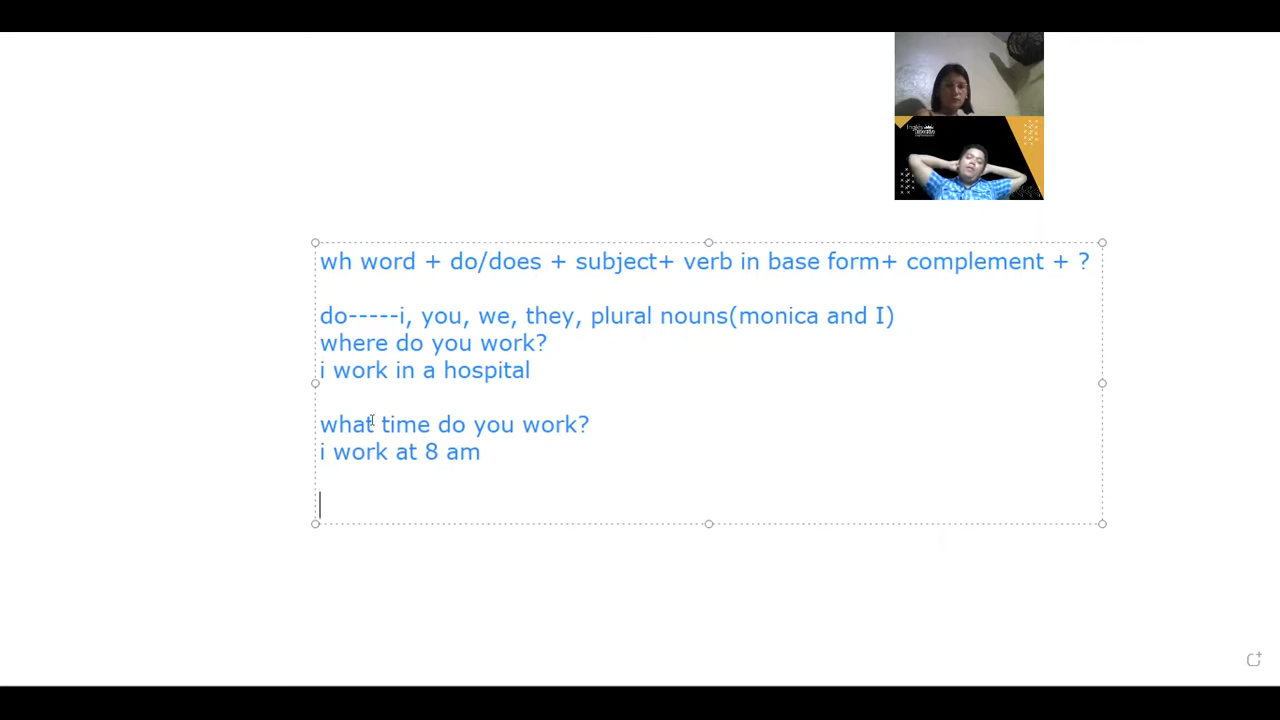 Inglés
wh word + do/does + subject+ verb in base form+ complement + ?
do-----i, you, we, they, plural nouns(monica and I)
where do you work?
i work in a hospital
what time do you work?
i work at 8 am